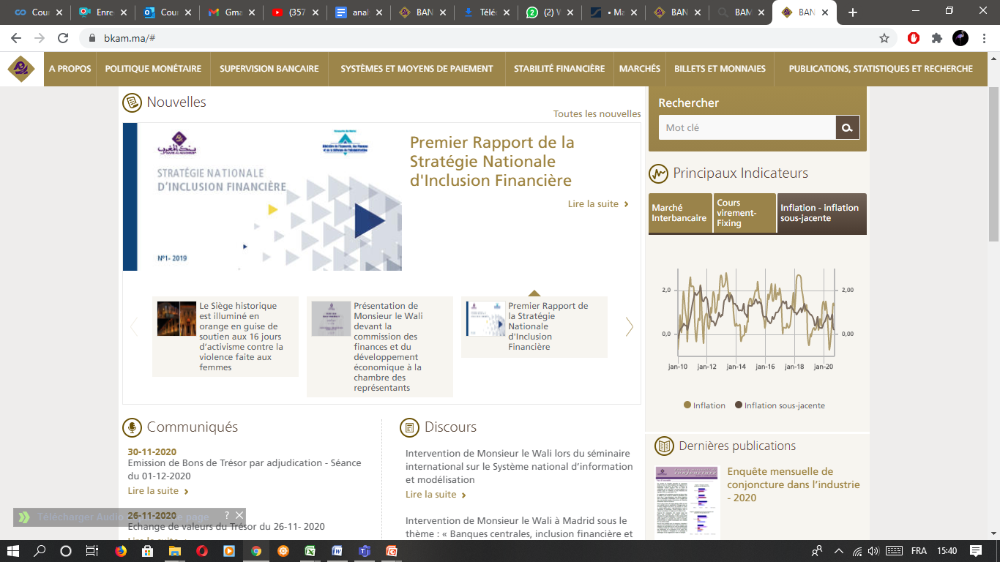 Cour
Enre
Cour
Gma
(357
anal
BAN
Téléc
(2) W
• Ma
BAN
BAM
BAN
bkam.ma/#
A PROPOS
POLITIQUE MONÉTAIRE
SUPERVISION BANCAIRE
SYSTÈMES ET MOYENS DE PAIEMENT
STABILITÉ FINANCIÈRE
MARCHÉS
BILLETS ET MONNAIES
PUBLICATIONS, STATISTIQUES ET RECHERCHE
Nouvelles
Toutes les nouvelles
بنك المغرب
BANK AL-MAGHRIB
STRATÉGIE NATIONALE
D'INCLUSION FINANCIÈRE
N°1- 2019
Premier Rapport de la
Stratégie Nationale
d'Inclusion Financière
Lire la suite
Le Siège historique
est illuminé en
orange en guise de
soutien aux 16 jours
d’activisme contre la
violence faite aux
femmes
Présentation de
Monsieur le Wali
devant la
commission des
finances et du
développement
économique à la
chambre des
représentants
Premier Rapport de
la Stratégie
Nationale
d'Inclusion
Financière
Communiqués
30-11-2020
Emission de Bons de Trésor par adjudication - Séance
du 01-12-2020
Lire la suite
26-11-2020
Echange de valeurs du Trésor du 26-11- 2020
Télécharger Audio
page
?
Discours
Intervention de Monsieur le Wali lors du séminaire
international sur le Système national d’information
et modélisation
Lire la suite
Intervention de Monsieur le Wali à Madrid sous le
thème : « Banques centrales, inclusion financière et
Rechercher
Mot clé
Principaux Indicateurs
Marché
Interbancaire
Cours
virement-
Fixing
Inflation - inflation
sous-jacente
2,0
2,00
0,0
0,00
jan-10
jan-12
jan-14
jan-16
jan-18
jan-20
Inflation
Inflation sous-jacente
Dernières publications
conjoncture
Enquête mensuelle de
conjoncture dans l’industrie
- 2020
FRA
15:40